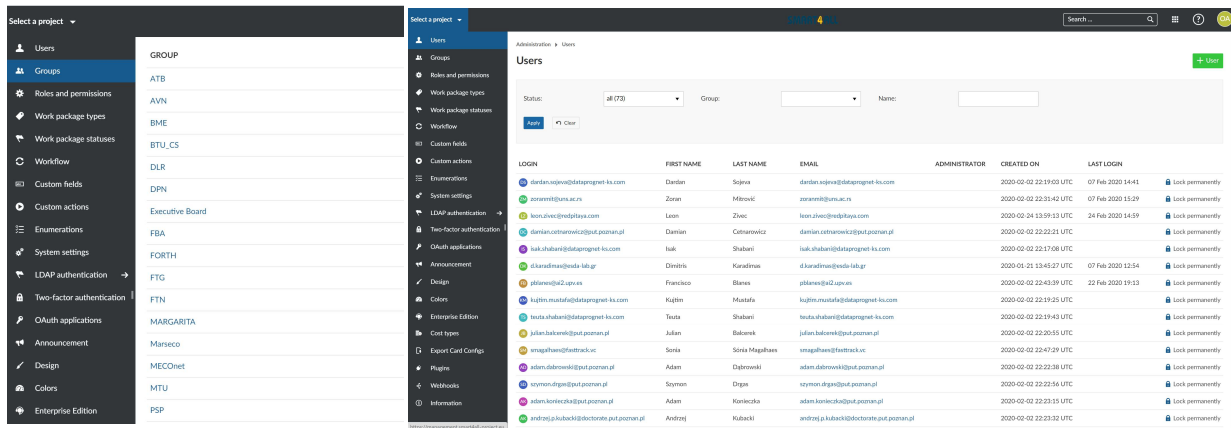 Select a project
Users
Groups
Roles and permissions
Work package types
Work package statuses
Workflow
Custom fields
Custom actions
Enumerations
System settings
LDAP authentication →
Two-factor authentication
OAuth applications
Announcement
Design
Colors
Enterprise Edition
GROUP
ATB
AVN
BME
BTU_CS
DLR
DPN
Executive Board
FBA
FORTH
FTG
FTN
MARGARITA
Marseco
MECOnet
MTU
PSP
Select a project
Search ...
OA
Users
Groups
Roles and permissions
Work package types
Work package statuses
Workflow
Custom fields
Custom actions
Enumerations
System settings
LDAP authentication →
Two-factor authentication
OAuth applications
Announcement
Design
Colors
Enterprise Edition
Cost types
Export Card Configs
Plugins
Webhooks
Information
Administration Users
Users
+ User
Status: all (73) Group: Name:
Apply Clear
LOGIN FIRST NAME LAST NAME EMAIL ADMINISTRATOR CREATED ON LAST LOGIN
dardan.sojeva@dataprognet-ks.com Dardan Sojeva dardan.sojeva@dataprognet-ks.com 2020-02-02 22:19:03 UTC 07 Feb 2020 14:41 Lock permanently
zoranmit@uns.ac.rs Zoran Mitrović zoranmit@uns.ac.rs 2020-02-02 22:31:42 UTC 07 Feb 2020 15:29 Lock permanently
leon.zivec@redpitaya.com Leon Zivec leon.zivec@redpitaya.com 2020-02-24 13:59:13 UTC 24 Feb 2020 14:59 Lock permanently
damian.cetnarowicz@put.poznan.pl Damian Cetnarowicz damian.cetnarowicz@put.poznan.pl 2020-02-02 22:22:21 UTC Lock permanently
isak.shabani@dataprognet-ks.com Isak Shabani isak.shabani@dataprognet-ks.com 2020-02-02 22:17:08 UTC Lock permanently
d.karadimas@esda-lab.gr Dimitris Karadimas d.karadimas@esda-lab.gr 2020-01-21 13:45:27 UTC 07 Feb 2020 12:54 Lock permanently
pblanes@ai2.upv.es Francisco Blanes pblanes@ai2.upv.es 2020-02-02 22:43:39 UTC 22 Feb 2020 19:13 Lock permanently
kujtim.mustafa@dataprognet-ks.com Kujtim Mustafa kujtim.mustafa@dataprognet-ks.com 2020-02-02 22:19:25 UTC Lock permanently
teuta.shabani@dataprognet-ks.com Teuta Shabani teuta.shabani@dataprognet-ks.com 2020-02-02 22:19:43 UTC Lock permanently
julian.balcerek@put.poznan.pl Julian Balcerek julian.balcerek@put.poznan.pl 2020-02-02 22:20:55 UTC Lock permanently
smagalhaes@fasttrack.vc Sonia Sónia Magalhaes smagalhaes@fasttrack.vc 2020-02-02 22:47:29 UTC Lock permanently
adam.dabrowski@put.poznan.pl Adam Dąbrowski adam.dabrowski@put.poznan.pl 2020-02-02 22:22:38 UTC Lock permanently
szymon.drgas@put.poznan.pl Szymon Drgas szymon.drgas@put.poznan.pl 2020-02-02 22:22:56 UTC Lock permanently
adam.konieczka@put.poznan.pl Adam Konieczka adam.konieczka@put.poznan.pl 2020-02-02 22:23:15 UTC Lock permanently
andrzej.p.kubacki@doctorate.put.poznan.pl Andrzej Kubacki andrzej.p.kubacki@doctorate.put.poznan.pl 2020-02-02 22:23:32 UTC Lock permanently